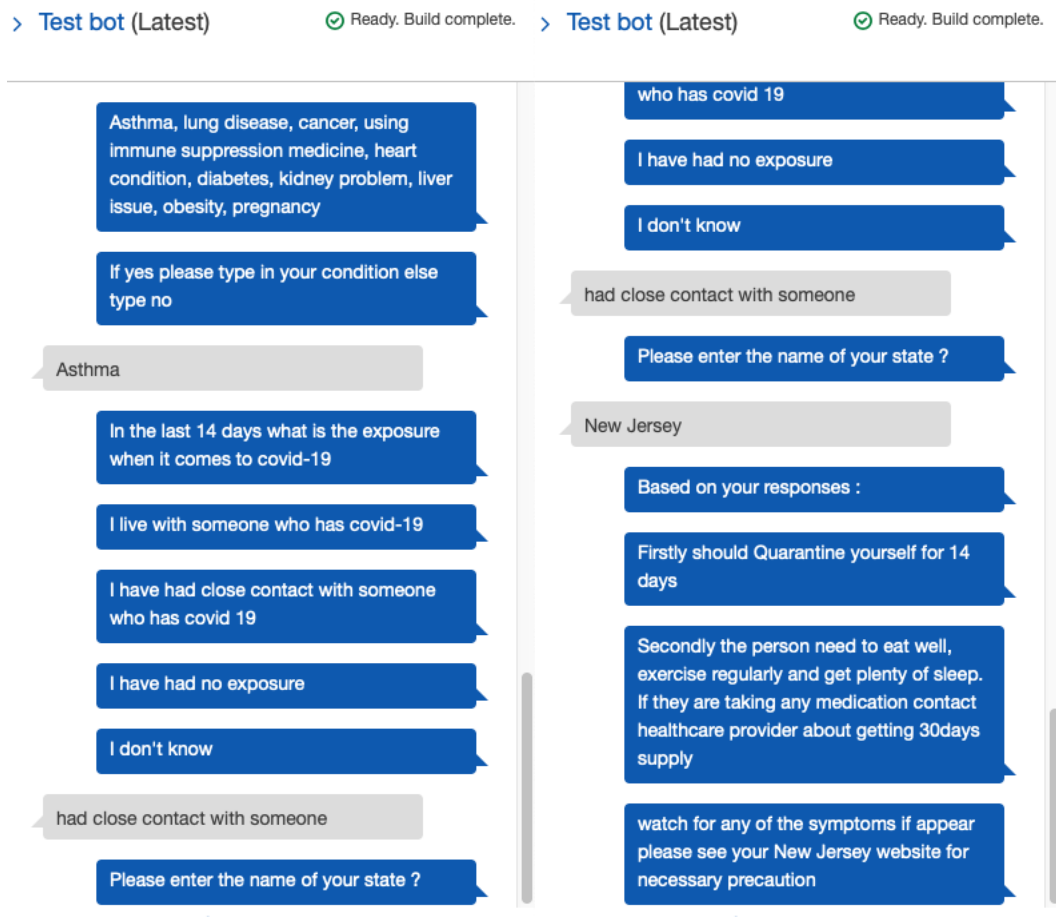 > Test bot (Latest)
Ready. Build complete.
Asthma, lung disease, cancer, using
immune suppression medicine, heart
condition, diabetes, kidney problem, liver
issue, obesity, pregnancy
If yes please type in your condition else
type no
Asthma
In the last 14 days what is the exposure
when it comes to covid-19
I live with someone who has covid-19
I have had close contact with someone
who has covid 19
I have had no exposure
I don't know
had close contact with someone
Please enter the name of your state ?
> Test bot (Latest)
Ready. Build complete.
who has covid 19
I have had no exposure
I don't know
had close contact with someone
Please enter the name of your state ?
New Jersey
Based on your responses :
Firstly should Quarantine yourself for 14
days
Secondly the person need to eat well,
exercise regularly and get plenty of sleep.
If they are taking any medication contact
healthcare provider about getting 30days
supply
watch for any of the symptoms if appear
please see your New Jersey website for
necessary precaution